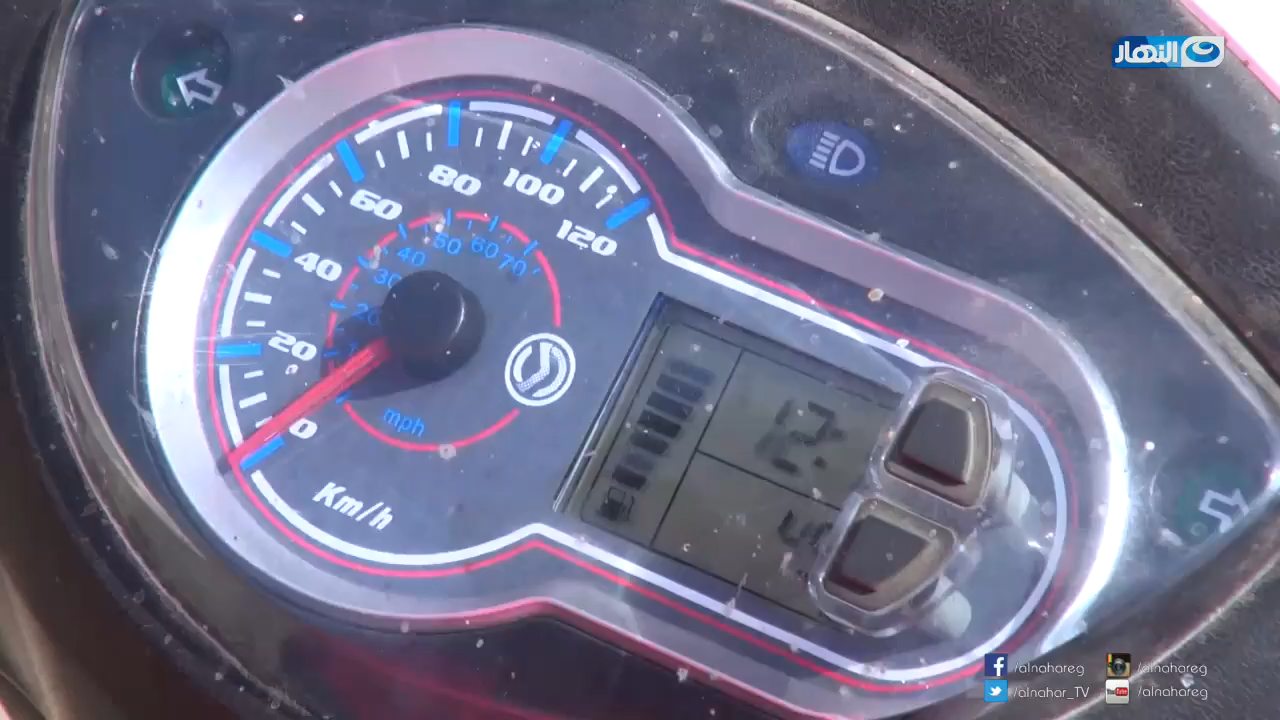 النهار
0
20
40
60
80
100
120
20
30
40
50
60
70
mph
Km/h
12:
/alnahareg
/alnahareg
/alnahar_TV
/alnahareg